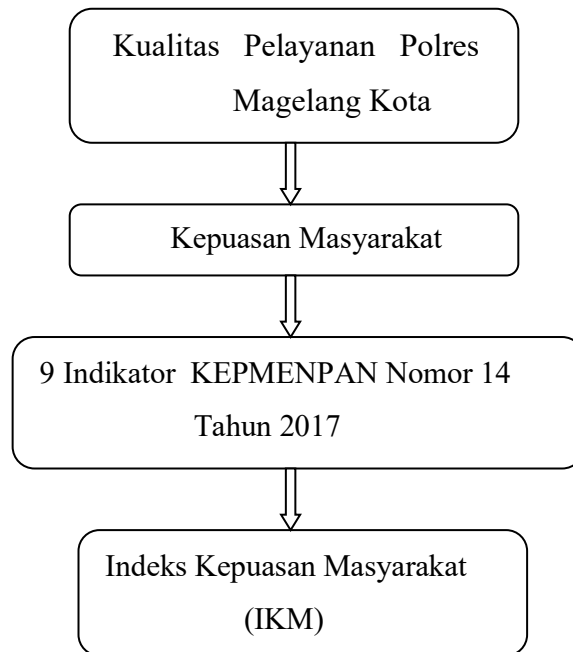 Kualitas Pelayanan Polres
Magelang Kota
Kepuasan Masyarakat
9 Indikator KEPMENPAN Nomor 14
Tahun 2017
Indeks Kepuasan Masyarakat
(IKM)